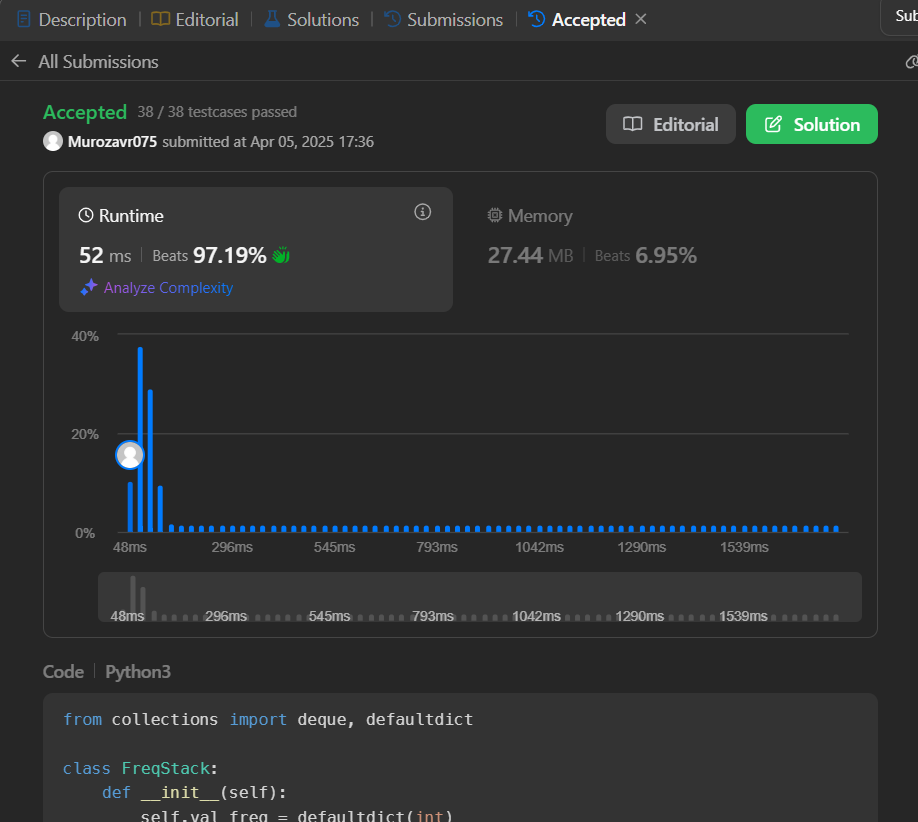 Description | Editorial | Solutions | Submissions | Accepted ×
Sub
← All Submissions
Accepted 38 / 38 testcases passed
Murozavr075 submitted at Apr 05, 2025 17:36
Editorial
Solution
Runtime
52 ms | Beats 97.19%
Analyze Complexity
Memory
27.44 MB | Beats 6.95%
40%
20%
0%
48ms 296ms 545ms 793ms 1042ms 1290ms 1539ms
48ms 296ms 545ms 793ms 1042ms 1290ms 1539ms
Code | Python3
from collections import deque, defaultdict
class FreqStack:
def __init__(self):
self.val_freq = defaultdict(int)